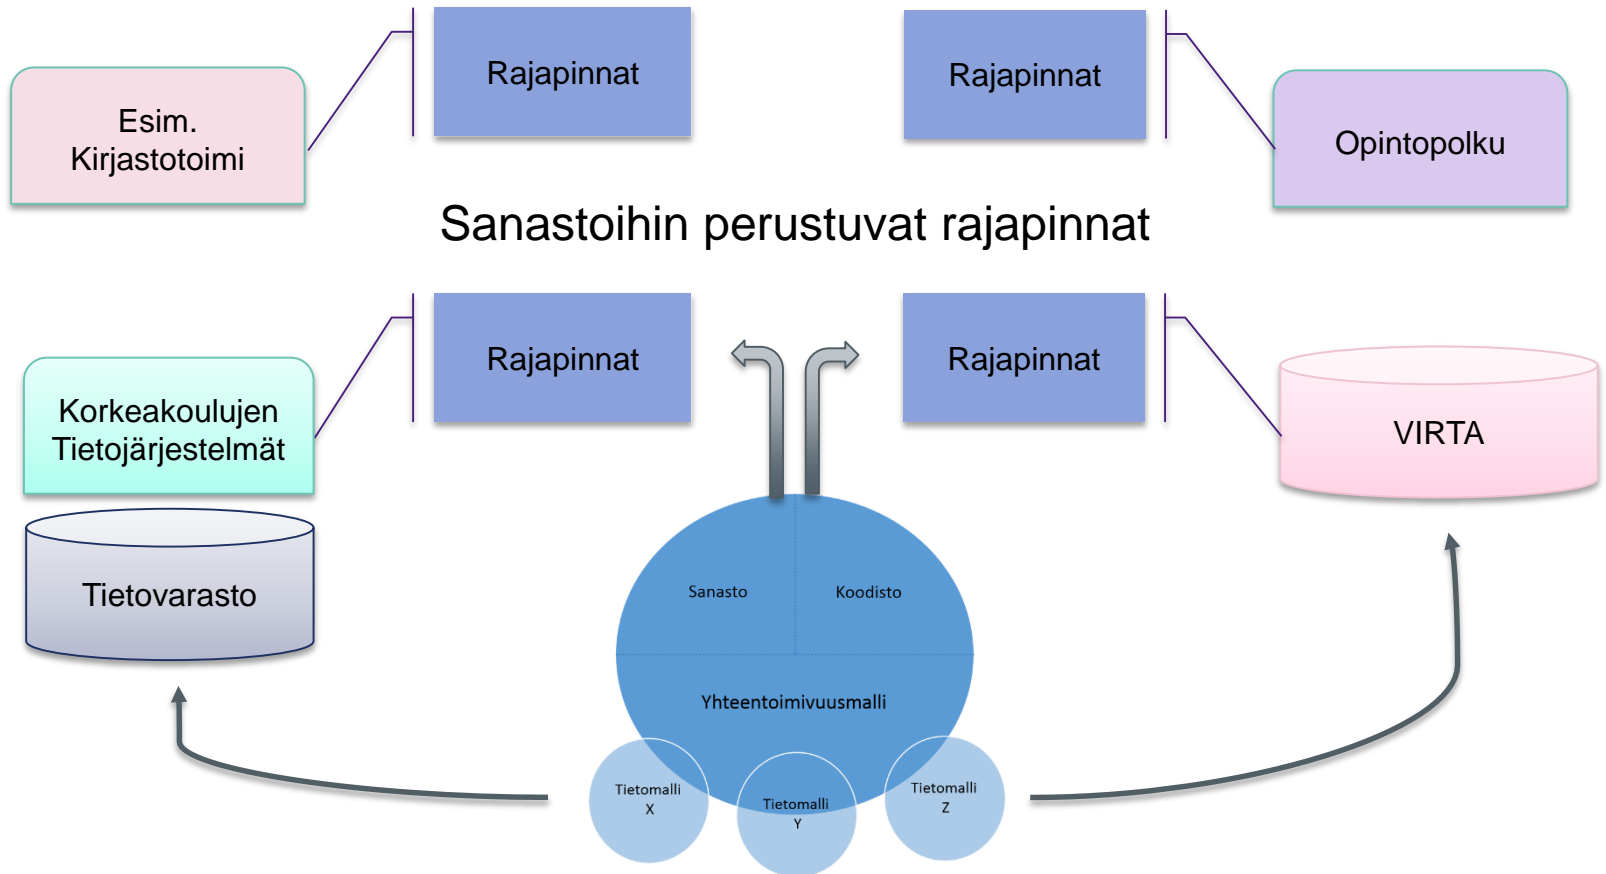 Rajapinnat
Rajapinnat
Esim.
Kirjastotoimi
Opintopolku
Sanastoihin perustuvat rajapinnat
Rajapinnat
Rajapinnat
Korkeakoulujen
Tietojärjestelmät
VIRTA
Tietovarasto
Sanasto
Koodisto
Yhteentoimivuusmalli
Tietomalli
X
Tietomalli
Y
Tietomalli
Z